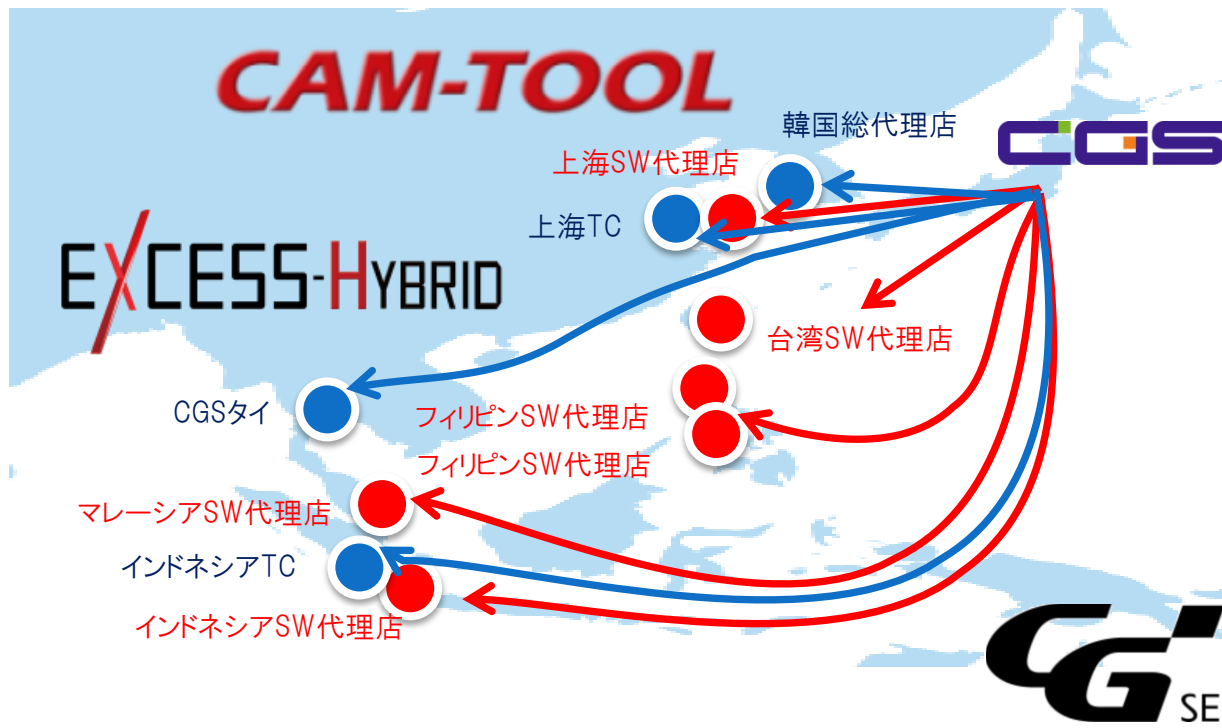 CAM-TOOL
韓国総代理店
CGS
上海SW代理店
上海TC
EXCESS-HYBRID
台湾SW代理店
CGSタイ
フィリピンSW代理店
フィリピンSW代理店
マレーシアSW代理店
インドネシアTC
インドネシアSW代理店
CG
SE